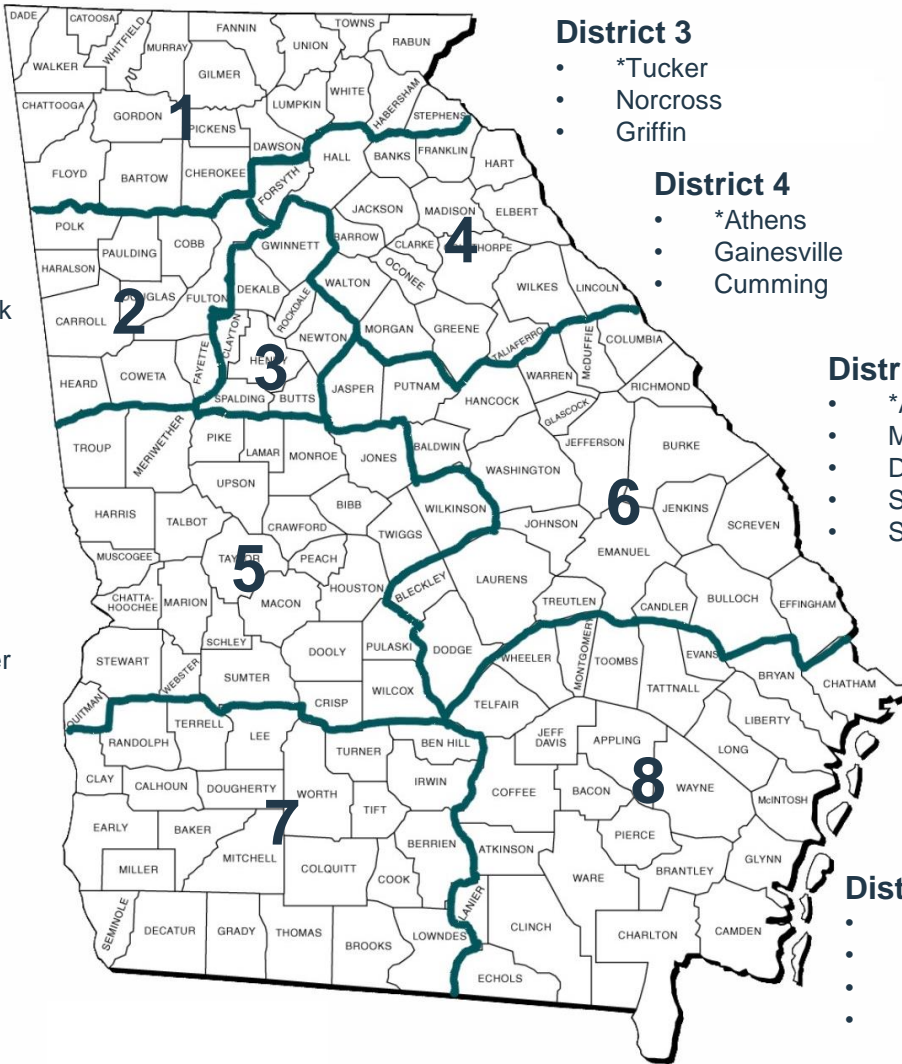 DADE
CATOOSA
WHITFIELD
MURRAY
FANNIN
UNION
TOWNS
RABUN
WALKER
GILMER
WHITE
HABERSHAM
STEPHENS
CHATTOOGA
GORDON
1
PICKENS
LUMPKIN
DAWSON
FLOYD
BARTOW
CHEROKEE
FORSYTH
HALL
BANKS
FRANKLIN
HART
District 3
• *Tucker
• Norcross
• Griffin
District 4
• *Athens
• Gainesville
• Cumming
POLK
PAULDING
COBB
HARALSON
2
FULTON
CARROLL
HEARD
COWETA
FAYETTE
k
GWINNETT
DEKALB
ROCKDALE
CLAYTON
3
NEWTON
SPALDING
BUTTS
JACKSON
MADISON
ELBERT
BARROW
CLARKE
4
OCONEE
WALTON
WILKES
LINCOLN
MORGAN
GREENE
TALIAFERRO
McDUFFIE
COLUMBIA
JASPER
PUTNAM
HANCOCK
WARREN
RICHMOND
GLASCOCK
Distr
• *A
• M
• D
• S
• S
TROUP
MERIWETHER
PIKE
LAMAR
MONROE
JONES
BALDWIN
WASHINGTON
JEFFERSON
BURKE
UPSON
HARRIS
TALBOT
CRAWFORD
BIBB
TWIGGS
WILKINSON
JOHNSON
6
JENKINS
SCREVEN
EMANUEL
MUSCOGEE
5
PEACH
CHATTA-
HOOCHEE
MARION
MACON
HOUSTON
BLECKLEY
LAURENS
TREUTLEN
CANDLER
BULLOCH
EFFINGHAM
SCHLEY
DOOLY
PULASKI
DODGE
er
STEWART
WEBSTER
SUMTER
WILCOX
CRISP
WHEELER
MONTGOMERY
TOOMBS
EVANS
TATTNALL
BRYAN
CHATHAM
TELFAIR
QUITMAN
RANDOLPH
TERRELL
LEE
TURNER
BEN HILL
JEFF
DAVIS
APPLING
LONG
LIBERTY
CLAY
CALHOUN
DOUGHERTY
WORTH
7
TIFT
IRWIN
COFFEE
BACON
8
WAYNE
McINTOSH
EARLY
BAKER
MITCHELL
COLQUITT
COOK
BERRIEN
ATKINSON
PIERCE
BRANTLEY
GLYNN
MILLER
WARE
LANIER
SEMINOLE
DECATUR
GRADY
THOMAS
BROOKS
LOWNDES
CLINCH
ECHOLS
CHARLTON
CAMDEN
Dist
•
•
•
•